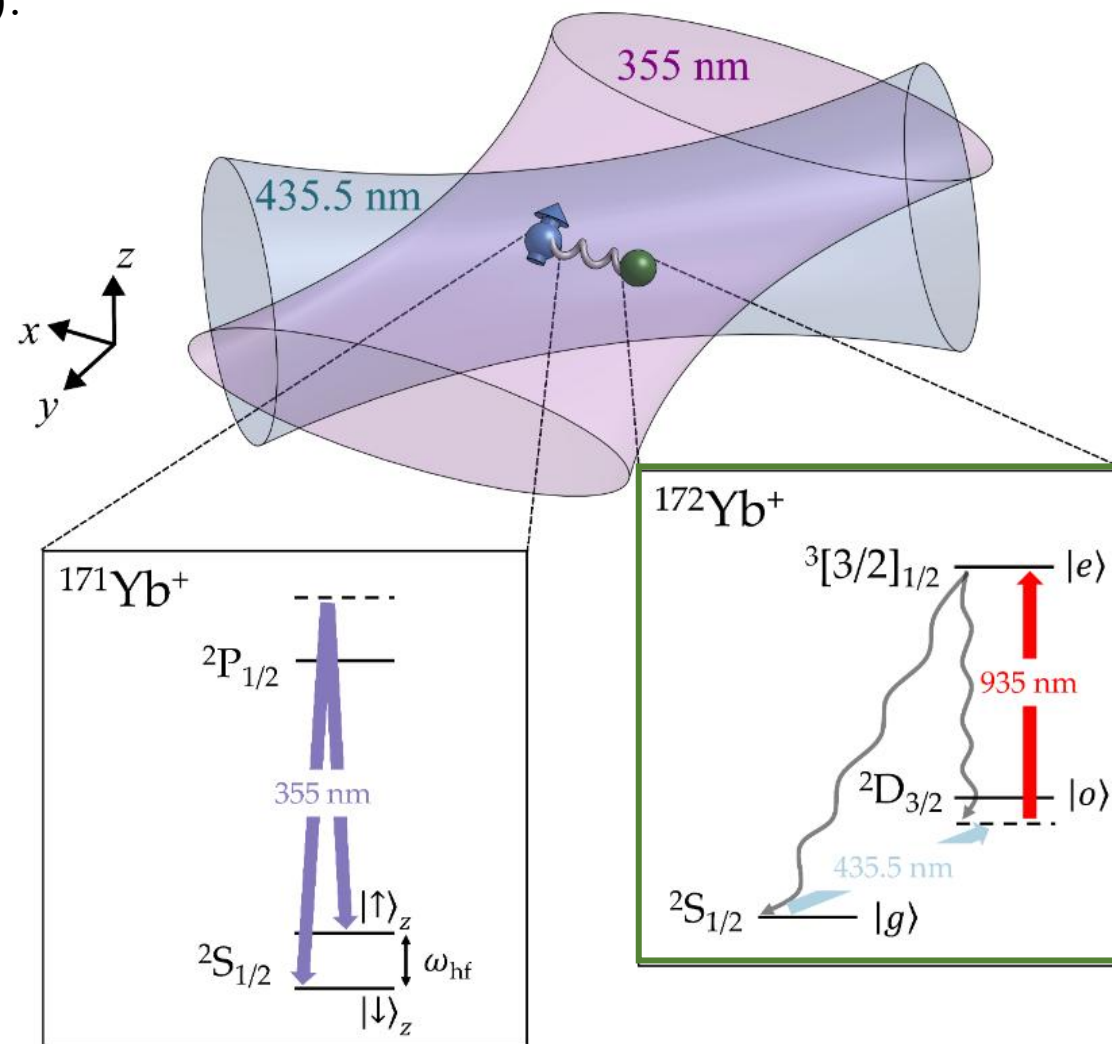 ).
355 nm
435.5 nm
z
x
y
¹⁷¹Yb⁺
²P₁/₂
355 nm
|↑⟩z
²S₁/₂
ωhf
|↓⟩z
¹⁷²Yb⁺
³[3/2]₁/₂
|e⟩
935 nm
²D₃/₂
|o⟩
435.5 nm
²S₁/₂
|g⟩